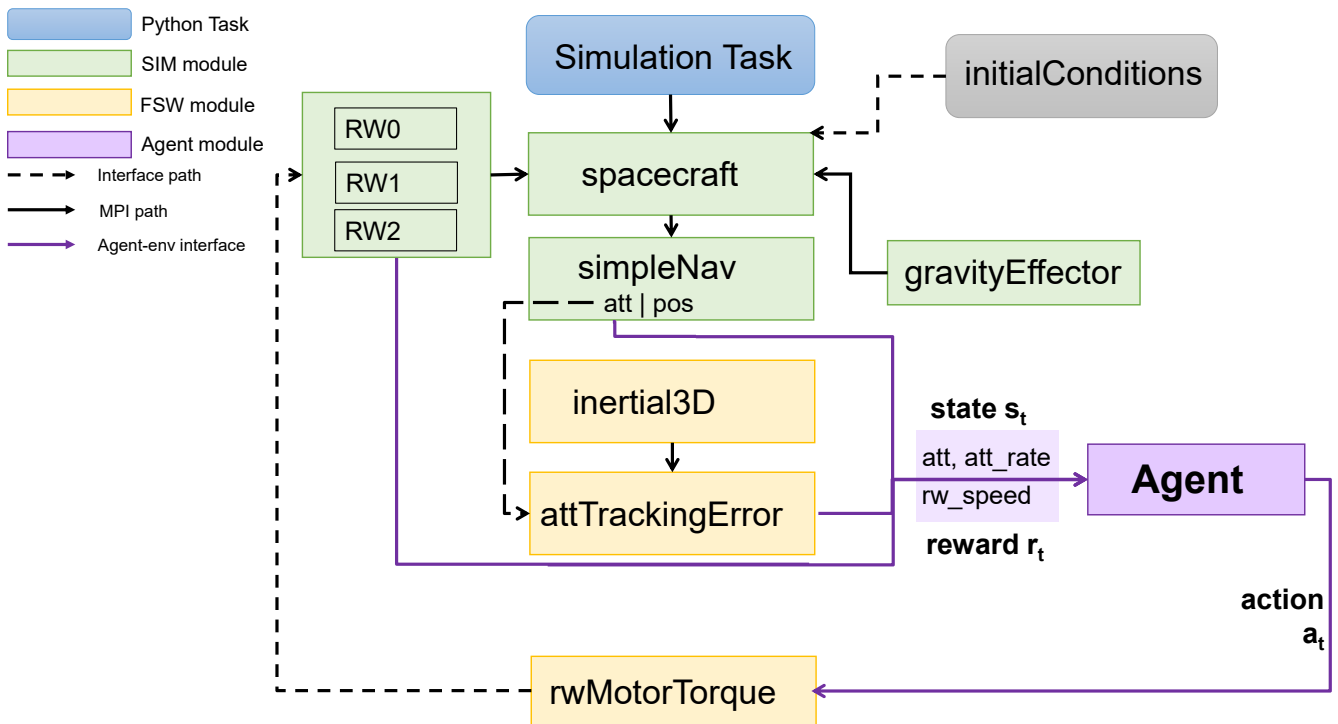 Python Task
SIM module
FSW module
Agent module
Interface path
MPI path
Agent-env interface
Simulation Task
initialConditions
RW0
RW1
RW2
spacecraft
simpleNav
att | pos
gravityEffector
inertial3D
attTrackingError
state st
att, att_rate
rw_speed
reward rt
Agent
action
at
rwMotorTorque